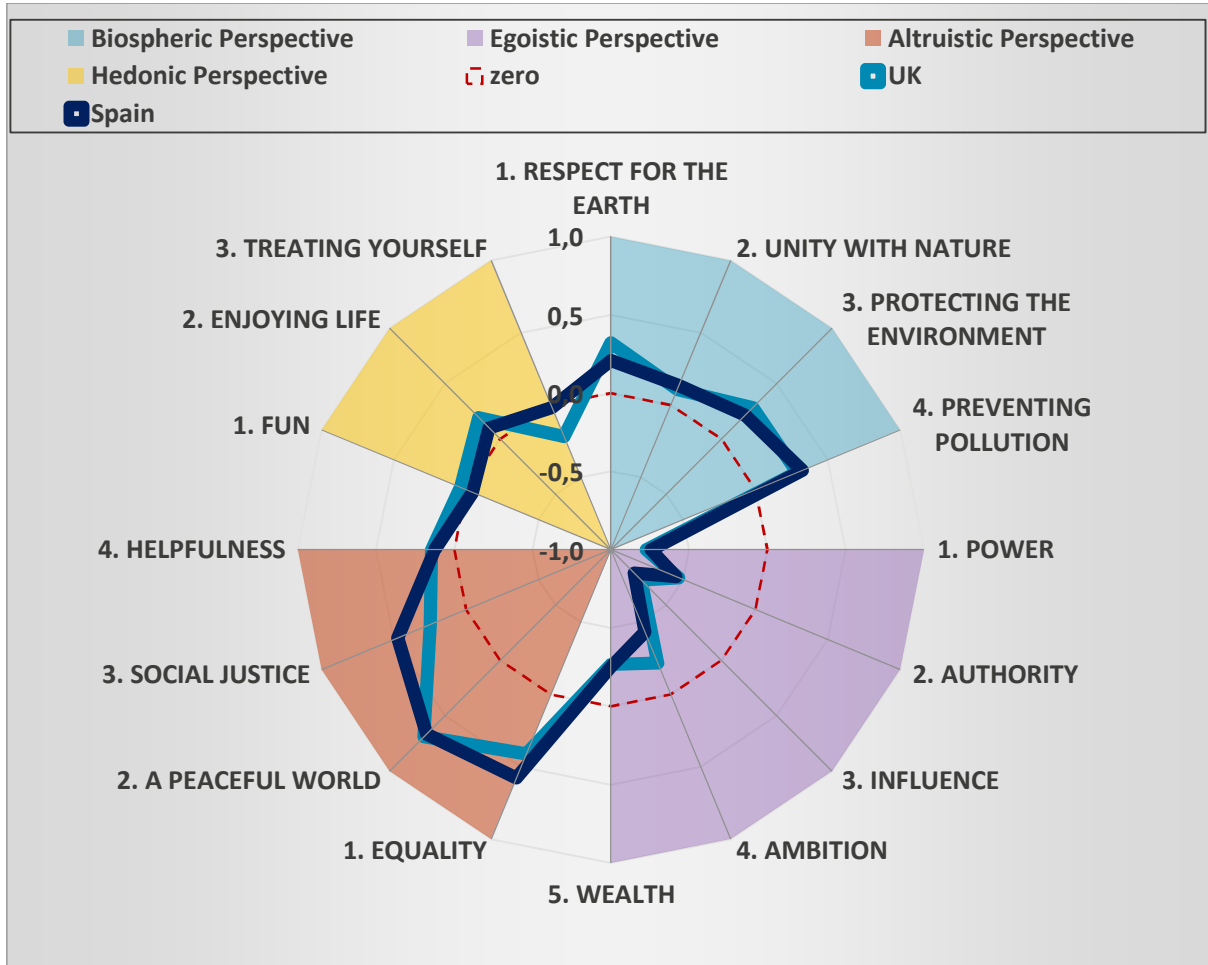 Biospheric Perspective
Egoistic Perspective
Altruistic Perspective
Hedonic Perspective
zero
UK
Spain
1. RESPECT FOR THE
EARTH
2. UNITY WITH NATURE
3. PROTECTING THE
ENVIRONMENT
4. PREVENTING
POLLUTION
1. POWER
2. AUTHORITY
3. INFLUENCE
4. AMBITION
5. WEALTH
1. EQUALITY
2. A PEACEFUL WORLD
3. SOCIAL JUSTICE
4. HELPFULNESS
1. FUN
2. ENJOYING LIFE
3. TREATING YOURSELF
1,0
0,5
0,0
-0,5
-1,0